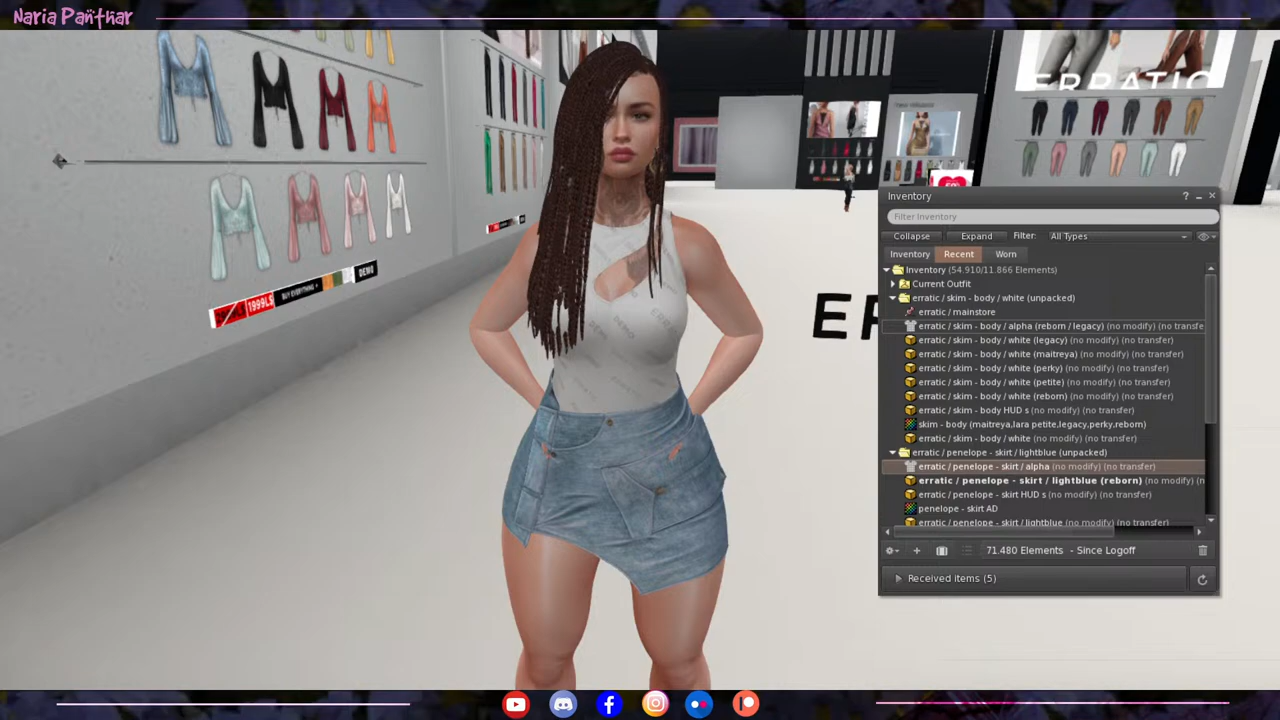 Naria Panthar
ERRATIC
1999L$
BUY EVERYTHING
DEMO
ER
Inventory
Filter Inventory
Collapse
Expand
Filter:
All Types
Inventory
Recent
Worn
Inventory (54.910/11.866 Elements)
Current Outfit
erratic / skim - body / white (unpacked)
erratic / mainstore
erratic / skim - body / alpha (reborn / legacy) (no modify) (no transfe
erratic / skim - body / white (legacy) (no modify) (no transfer)
erratic / skim - body / white (maitreya) (no modify) (no transfer)
erratic / skim - body / white (perky) (no modify) (no transfer)
erratic / skim - body / white (petite) (no modify) (no transfer)
erratic / skim - body / white (reborn) (no modify) (no transfer)
erratic / skim - body HUD s (no modify) (no transfer)
skim - body (maitreya,lara petite,legacy,perky,reborn)
erratic / skim - body / white (no modify) (no transfer)
erratic / penelope - skirt / lightblue (unpacked)
erratic / penelope - skirt / alpha (no modify) (no transfer)
erratic / penelope - skirt / lightblue (reborn) (no modify) (n
erratic / penelope - skirt HUD s (no modify) (no transfer)
penelope - skirt AD
erratic / penelope - skirt / lightblue (no modify) (no transfer)
71.480 Elements - Since Logoff
Received items (5)